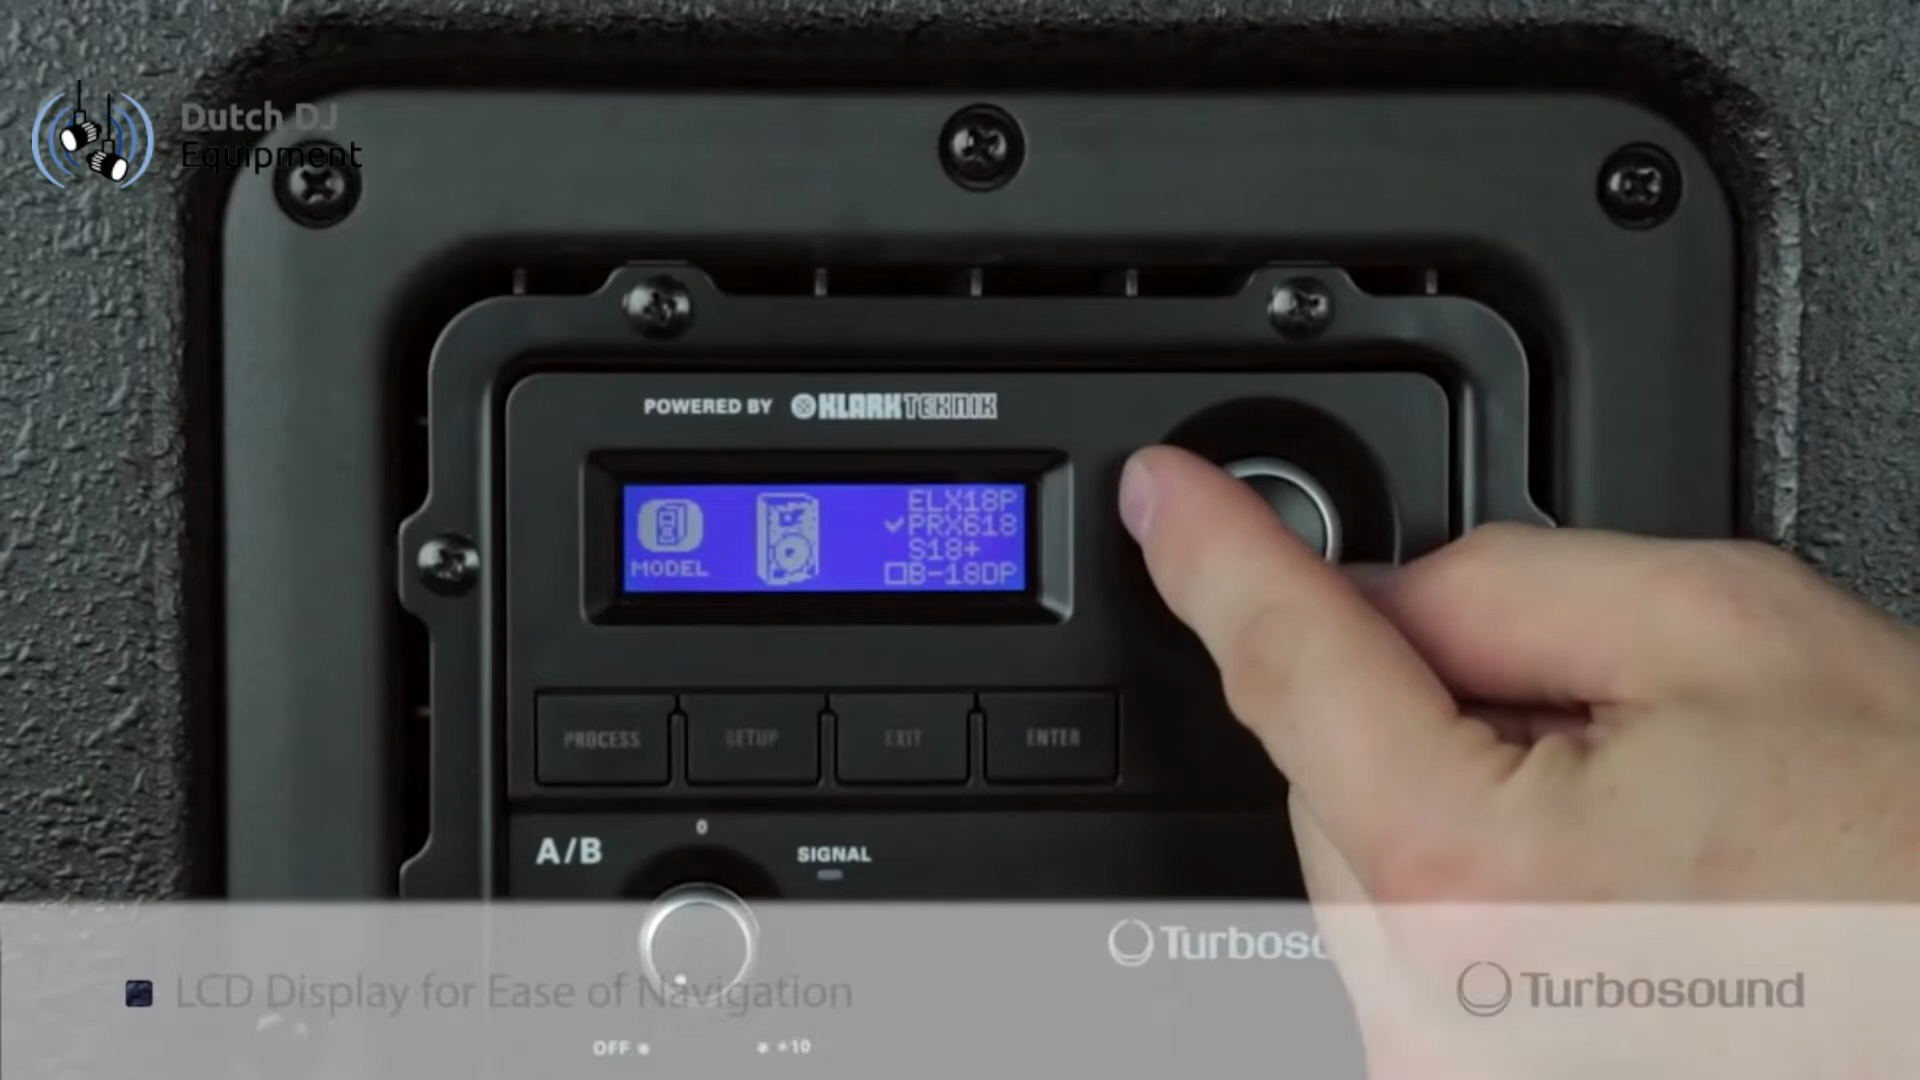 Dutch DJ
Equipment
POWERED BY KLARK TEKNIK
ELX18P
✓PRX618
S18+
□B-18DP
MODEL
PROCESS
SETUP
EXIT
ENTER
0
A/B
SIGNAL
Turboso
LCD Display for Ease of Navigation
Turbosound
OFF
+10